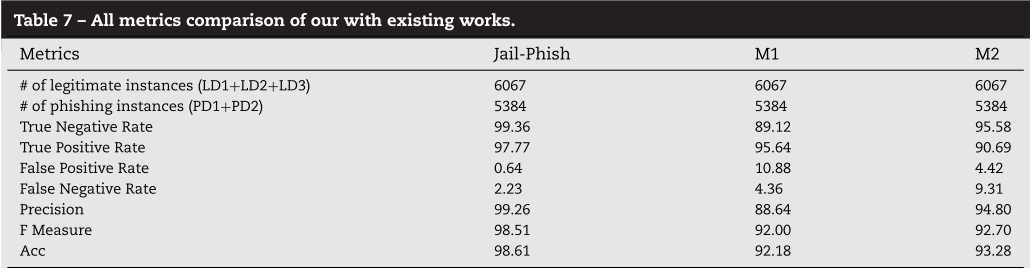 Table 7 – All metrics comparison of our with existing works.
Metrics Jail-Phish M1 M2
# of legitimate instances (LD1+LD2+LD3) 6067 6067 6067
# of phishing instances (PD1+PD2) 5384 5384 5384
True Negative Rate 99.36 89.12 95.58
True Positive Rate 97.77 95.64 90.69
False Positive Rate 0.64 10.88 4.42
False Negative Rate 2.23 4.36 9.31
Precision 99.26 88.64 94.80
F Measure 98.51 92.00 92.70
Acc 98.61 92.18 93.28